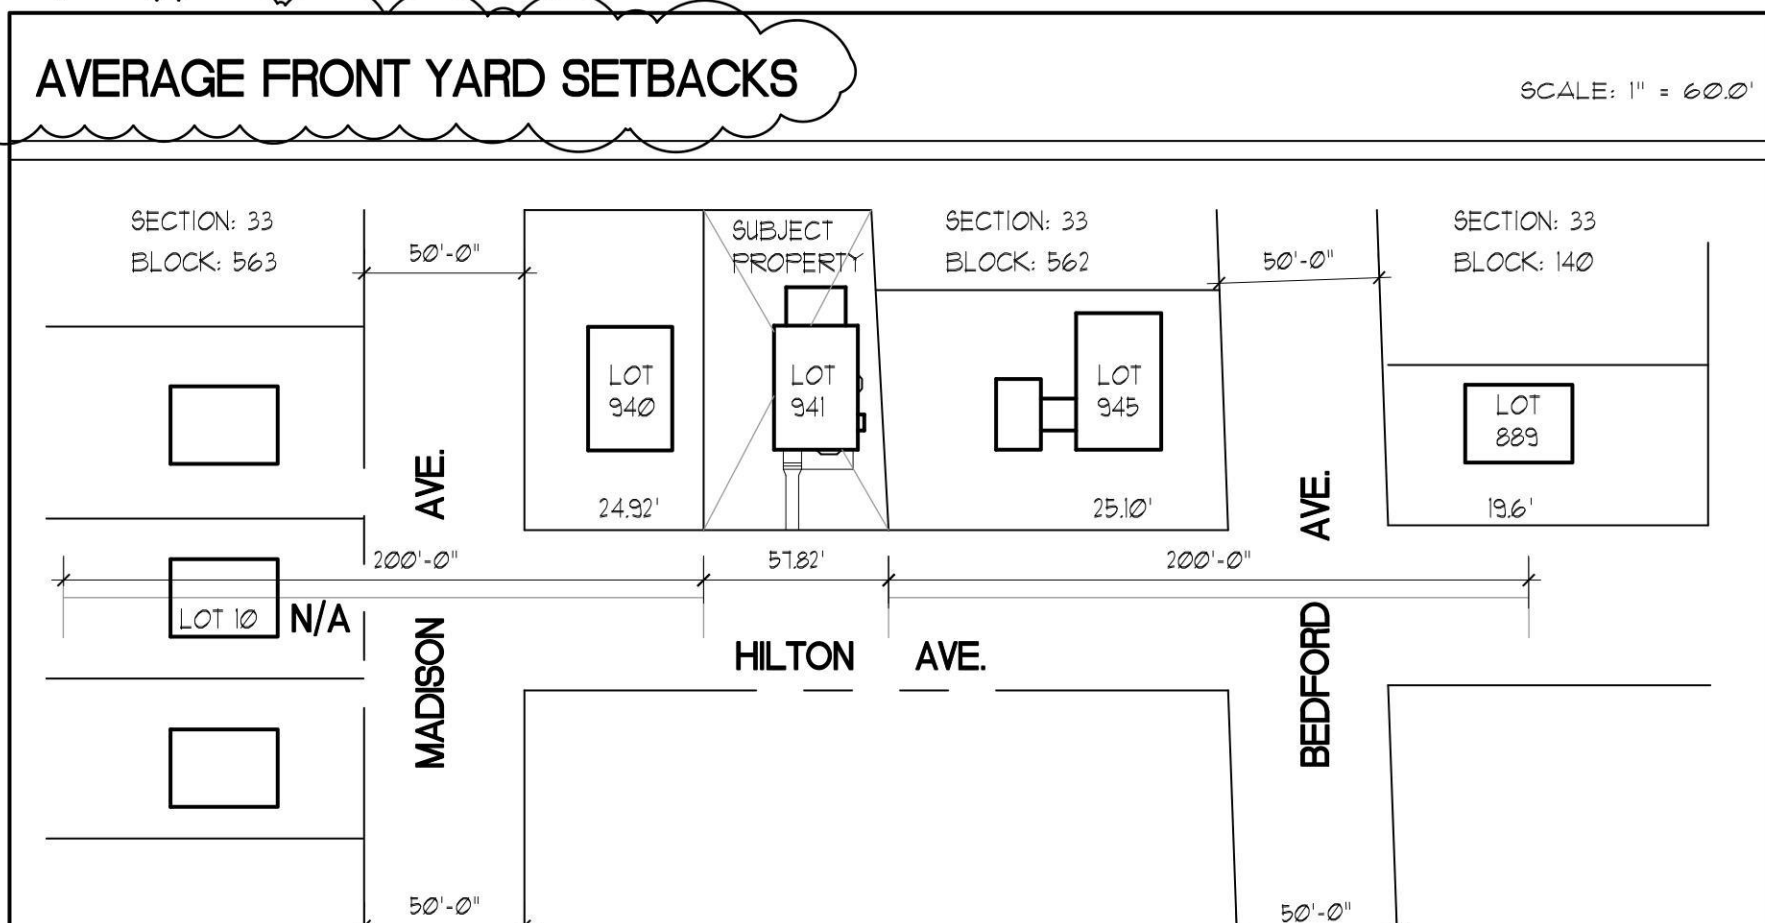 AVERAGE FRONT YARD SETBACKS
SCALE: 1" = 60.0'
SECTION: 33
BLOCK: 563
50'-0"
SUBJECT
PROPERTY
SECTION: 33
BLOCK: 562
50'-0"
SECTION: 33
BLOCK: 140
LOT
940
LOT
941
LOT
945
LOT
889
24.92'
25.10'
19.6'
MADISON AVE.
BEDFORD AVE.
200'-0"
57.82'
200'-0"
LOT 10
N/A
HILTON AVE.
50'-0"
50'-0"